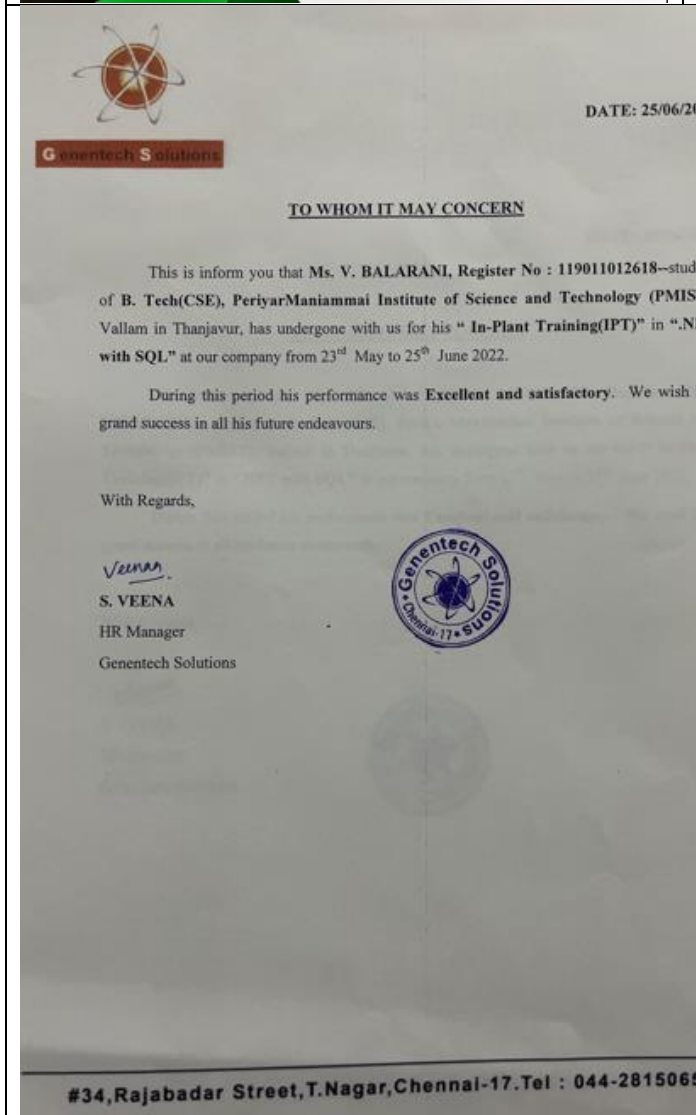 Genentech Solutions
DATE: 25/06/20
TO WHOM IT MAY CONCERN
This is inform you that Ms. V. BALARANI, Register No : 119011012618--stud
of B. Tech(CSE), PeriyarManiammai Institute of Science and Technology (PMIS
Vallam in Thanjavur, has undergone with us for his “ In-Plant Training(IPT)” in “.N
with SQL” at our company from 23rd May to 25th June 2022.
During this period his performance was Excellent and satisfactory. We wish
grand success in all his future endeavours.
With Regards,
Veenas.
S. VEENA
HR Manager
Genentech Solutions
Genentech Solutions
Chennai-17
#34,Rajabadar Street,T.Nagar,Chennai-17.Tel : 044-2815065